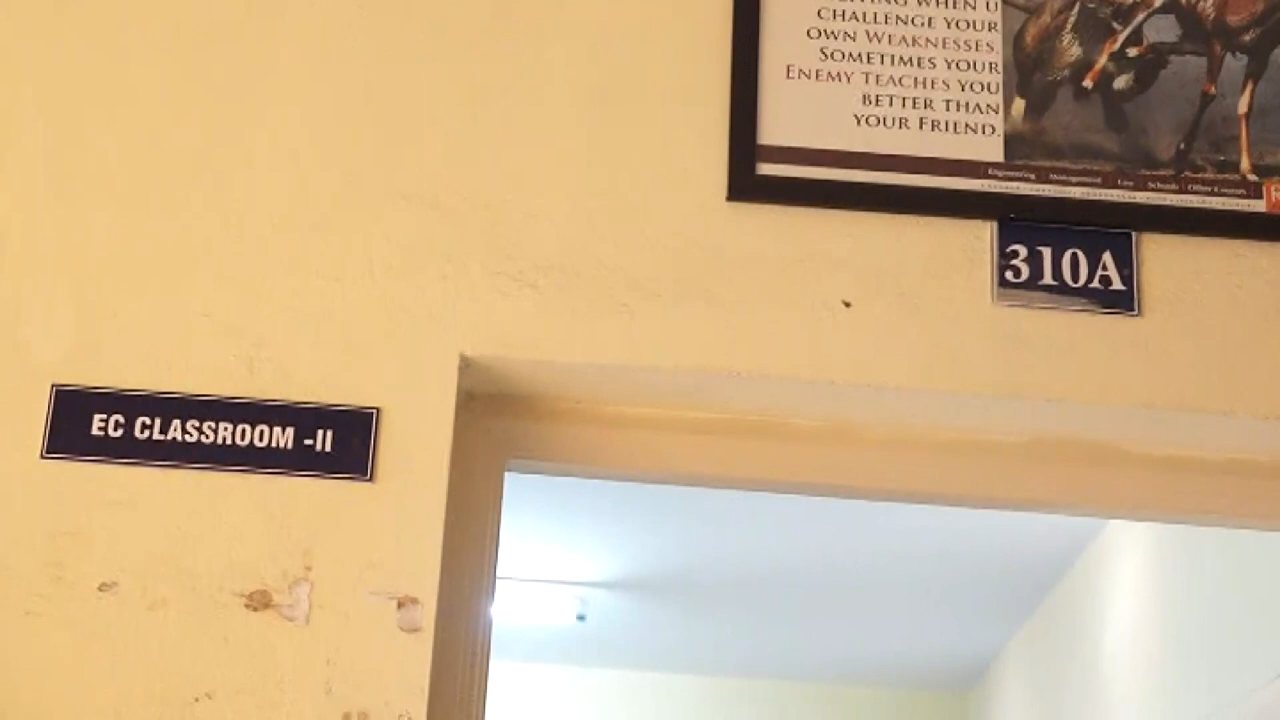 WHEN U
CHALLENGE YOUR
OWN WEAKNESSES.
SOMETIMES YOUR
ENEMY TEACHES YOU
BETTER THAN
YOUR FRIEND.
Engineering Management Law Schools Other Courses
310A
EC CLASSROOM -II